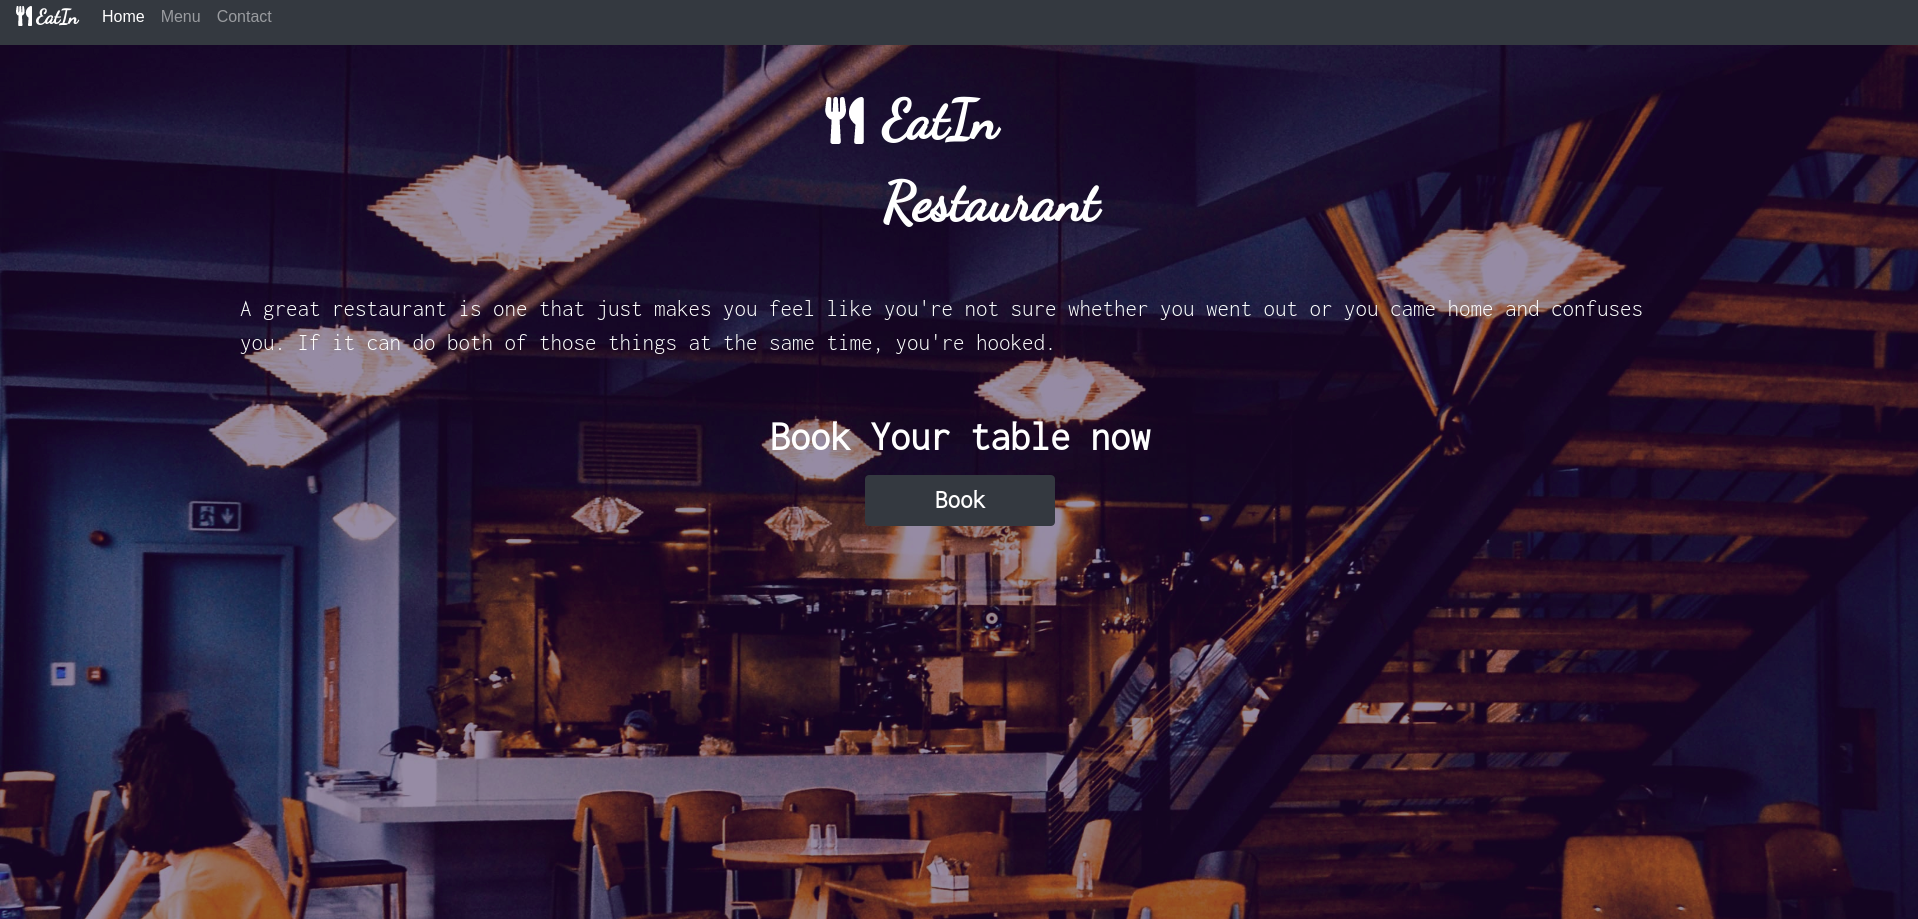 EatIn Home Menu Contact
EatIn
Restaurant
A great restaurant is one that just makes you feel like you're not sure whether you went out or you came home and confuses
you. If it can do both of those things at the same time, you're hooked.
Book Your table now
Book